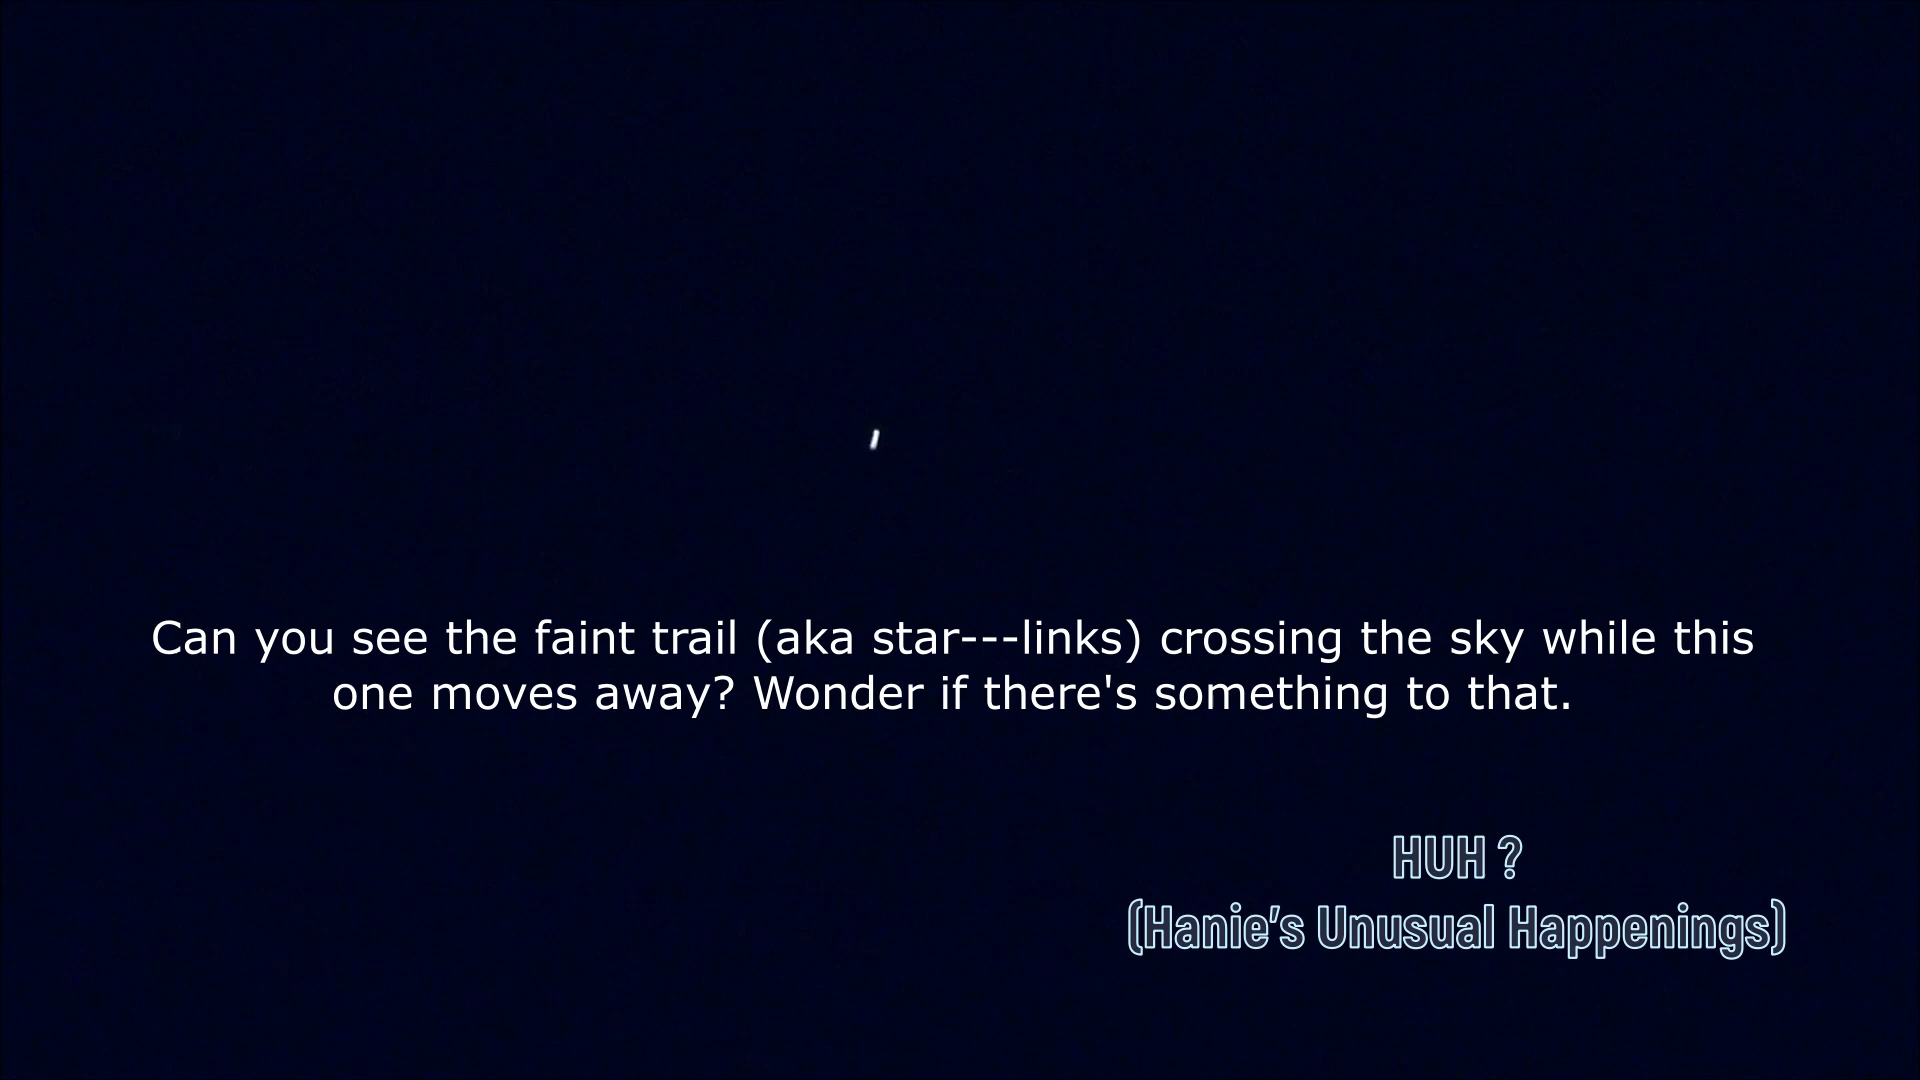 Can you see the faint trail (aka star---links) crossing the sky while this
one moves away? Wonder if there's something to that.
HUH ?
(Hanie's Unusual Happenings)